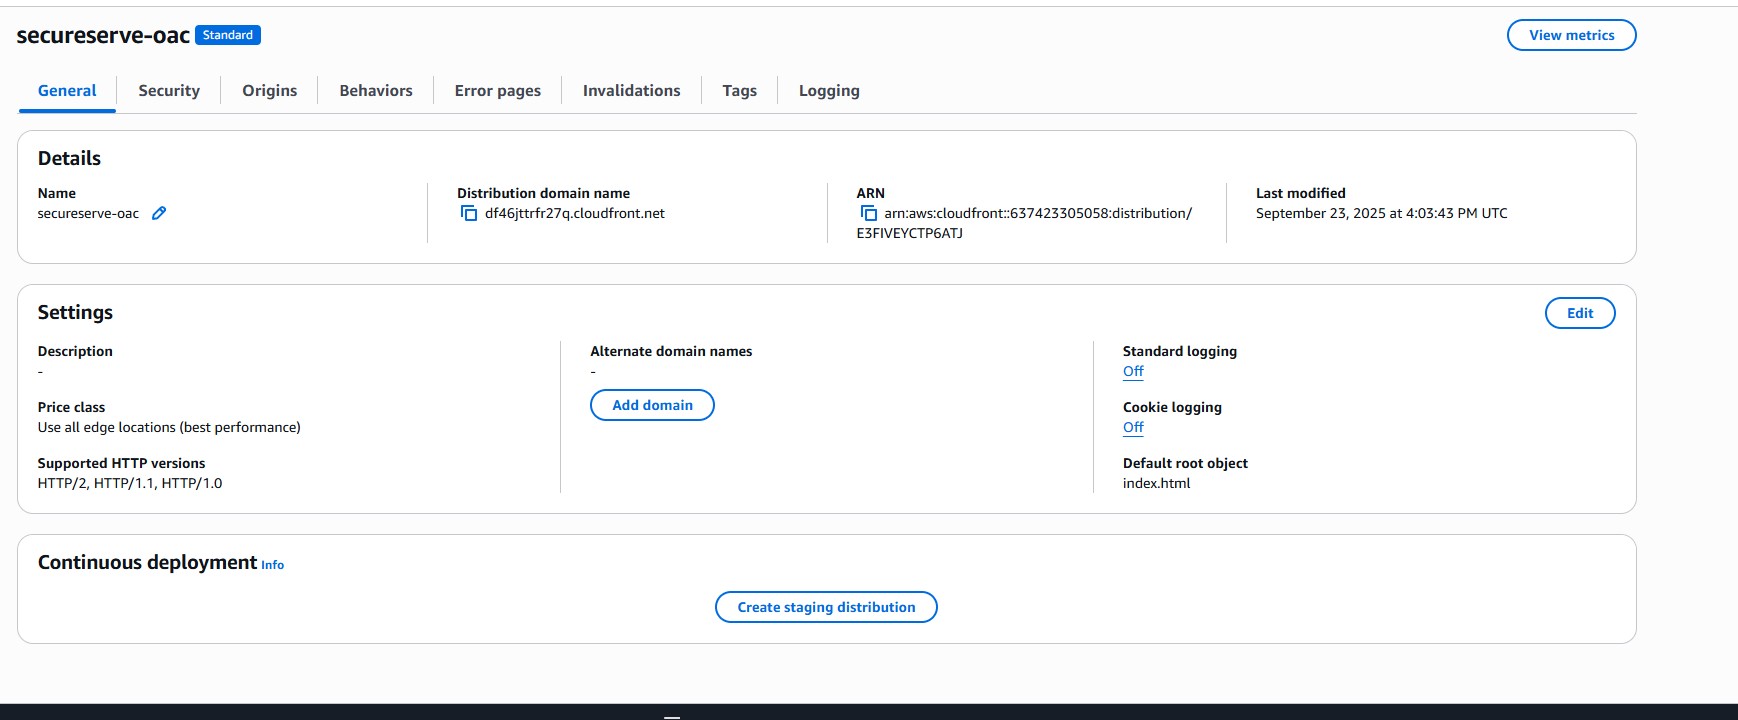 secureserve-oac Standard
View metrics
General Security Origins Behaviors Error pages Invalidations Tags Logging
Details
Name
secureserve-oac
Distribution domain name
df46jttrfr27q.cloudfront.net
ARN
arn:aws:cloudfront::637423305058:distribution/
E3FIVEYCTP6ATJ
Last modified
September 23, 2025 at 4:03:43 PM UTC
Settings
Edit
Description
-
Price class
Use all edge locations (best performance)
Supported HTTP versions
HTTP/2, HTTP/1.1, HTTP/1.0
Alternate domain names
-
Add domain
Standard logging
Off
Cookie logging
Off
Default root object
index.html
Continuous deployment Info
Create staging distribution